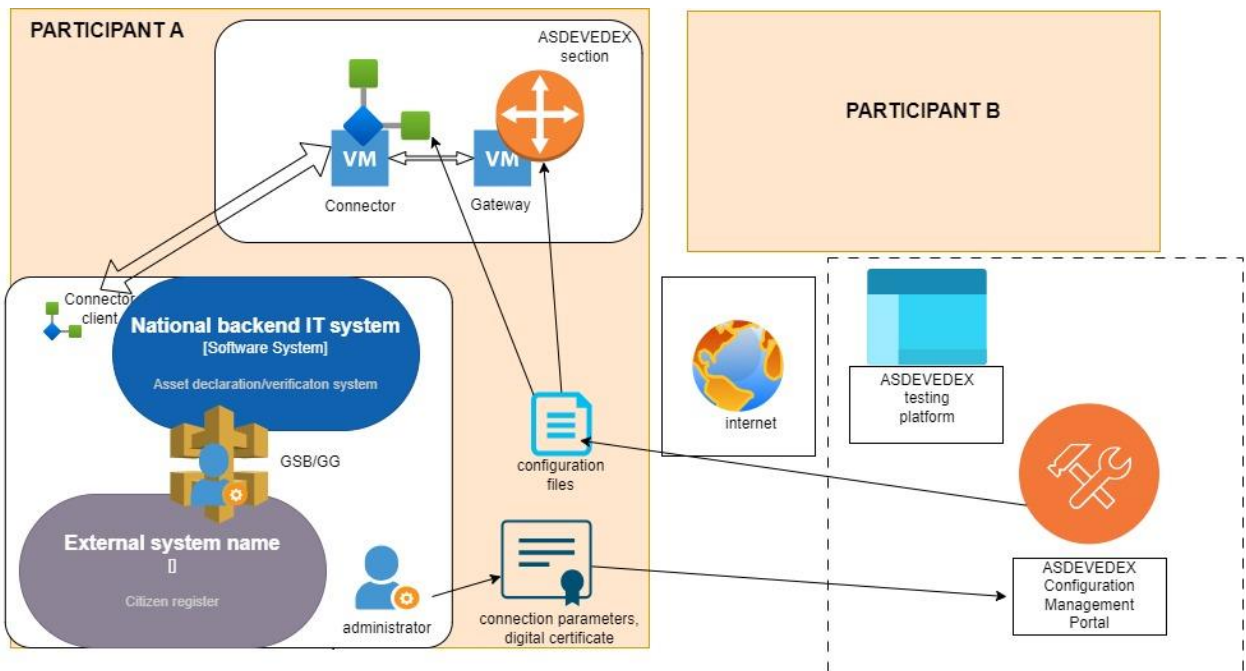 PARTICIPANT A
ASDEVEDEX
section
VM
VM
Connector
Gateway
PARTICIPANT B
Connector
client
National backend IT system
[Software System]
Asset declaration/verificaton system
GSB/GG
External system name
[]
Citizen register
administrator
configuration
files
connection parameters,
digital certificate
internet
ASDEVEDEX
testing
platform
ASDEVEDEX
Configuration
Management
Portal